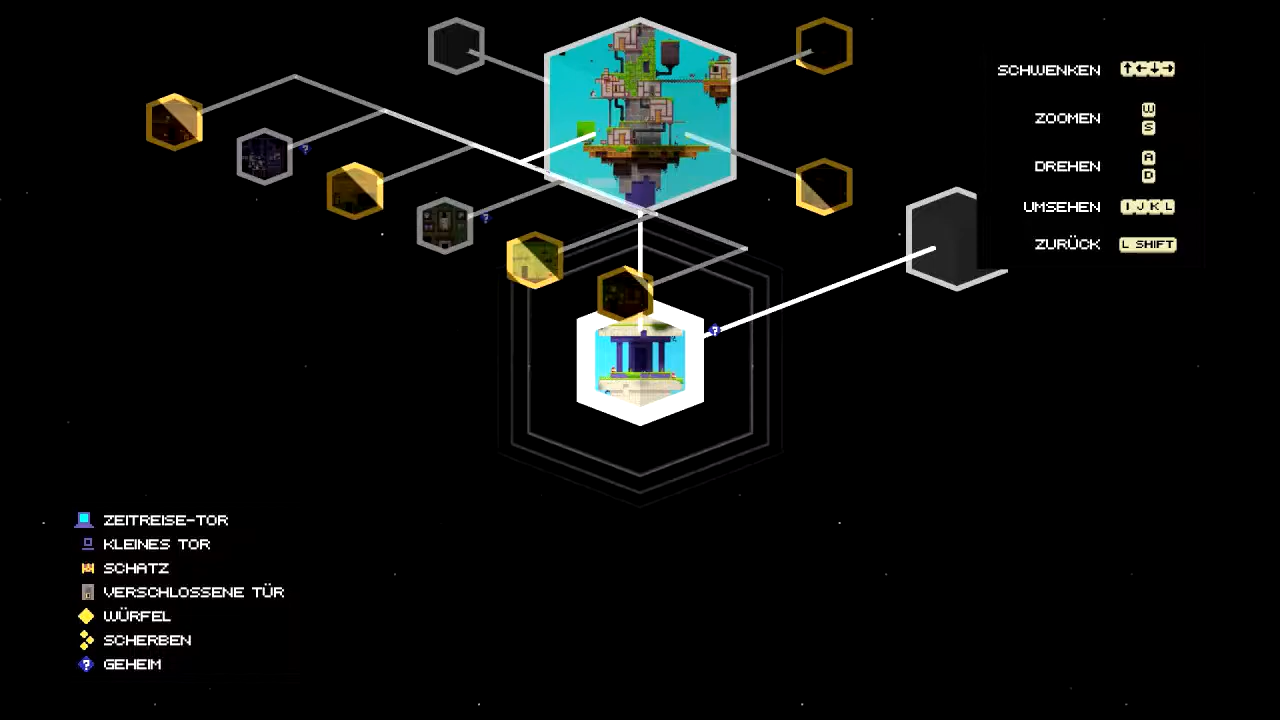 SCHWENKEN ↑←↓→
ZOOMEN W S
DREHEN A D
UMSEHEN I J K L
ZURÜCK L SHIFT
ZEITREISE-TOR
KLEINES TOR
SCHATZ
VERSCHLOSSENE TÜR
WÜRFEL
SCHERBEN
? GEHEIM